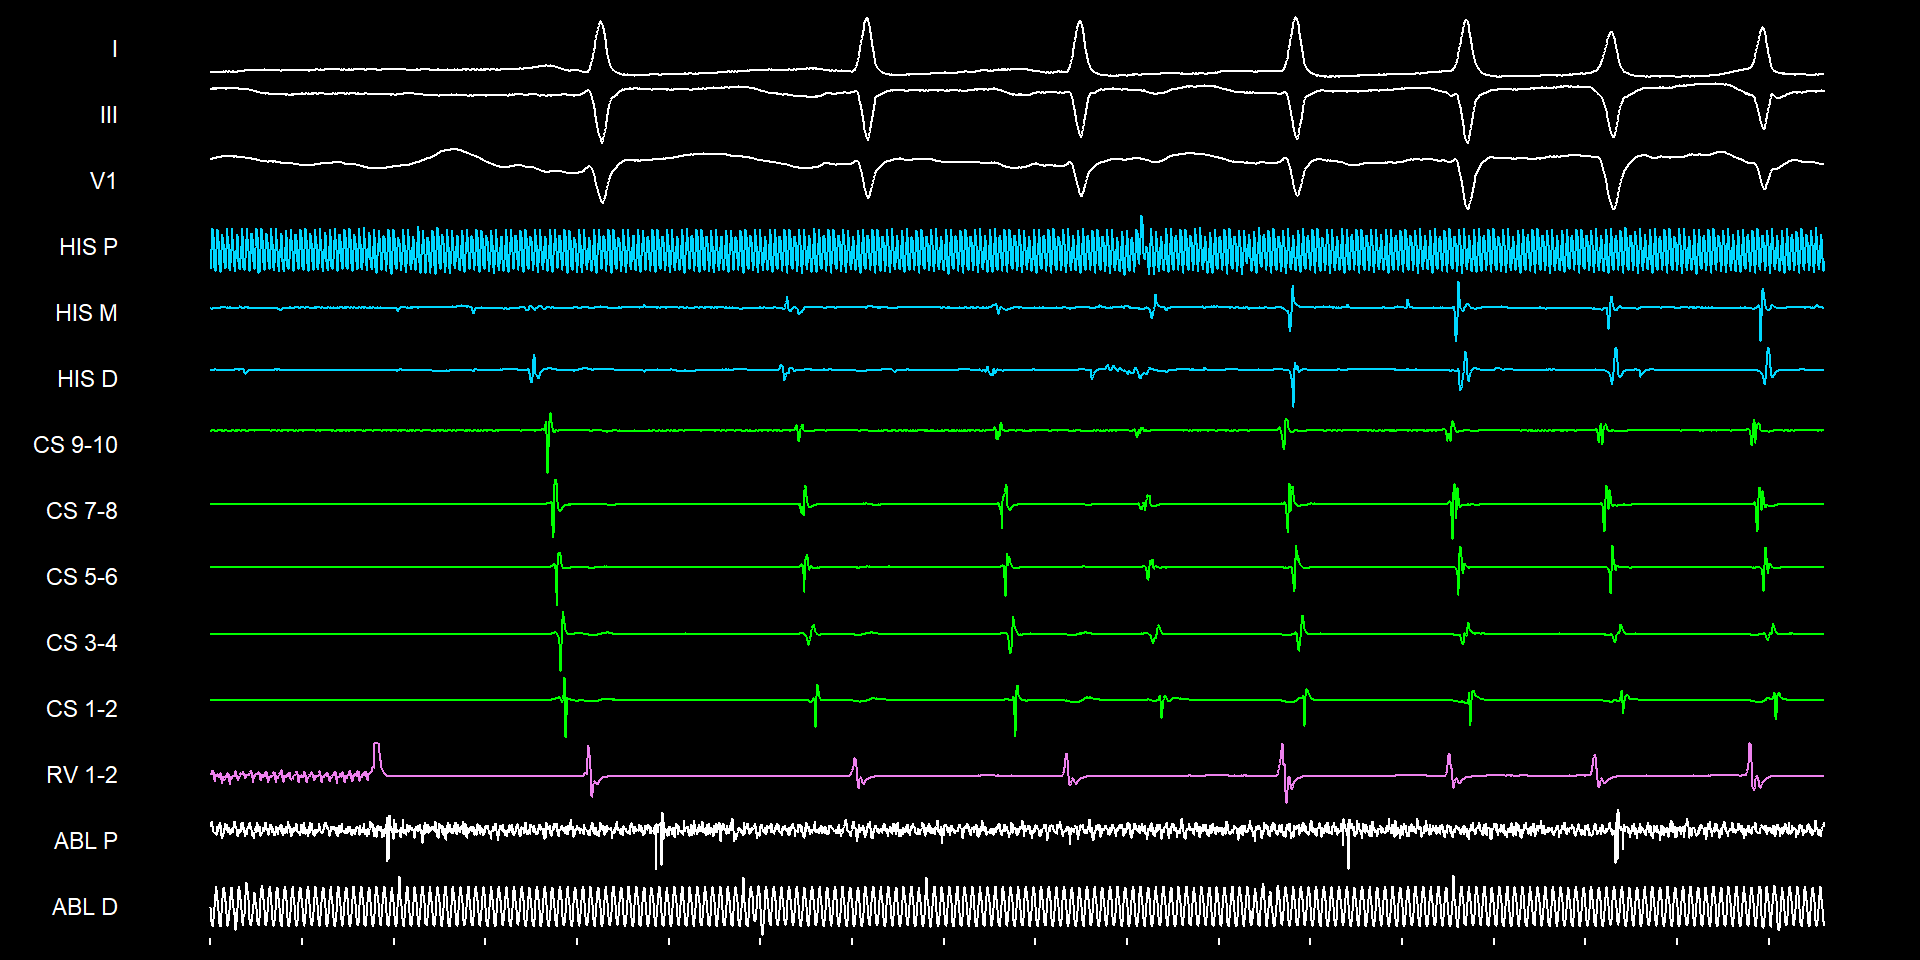 I
III
V1
HIS P
HIS M
HIS D
CS 9-10
CS 7-8
CS 5-6
CS 3-4
CS 1-2
RV 1-2
ABL P
ABL D